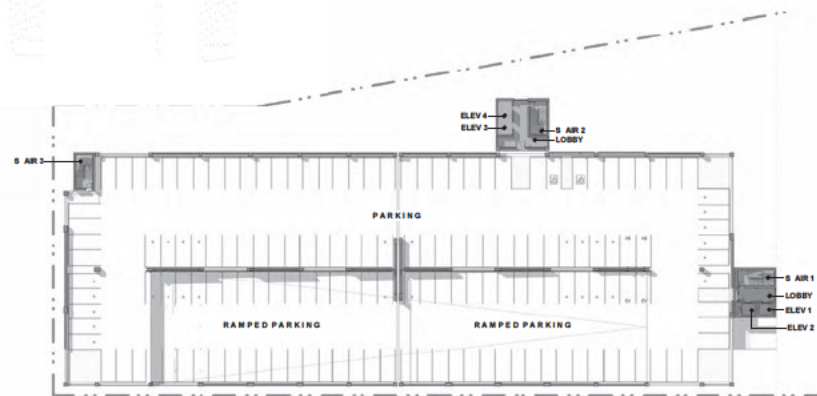 ELEV 4
ELEV 3
S AIR 2
LOBBY
S AIR 3
PARKING
S AIR 1
LOBBY
RAMPED PARKING
RAMPED PARKING
ELEV 1
ELEV 2